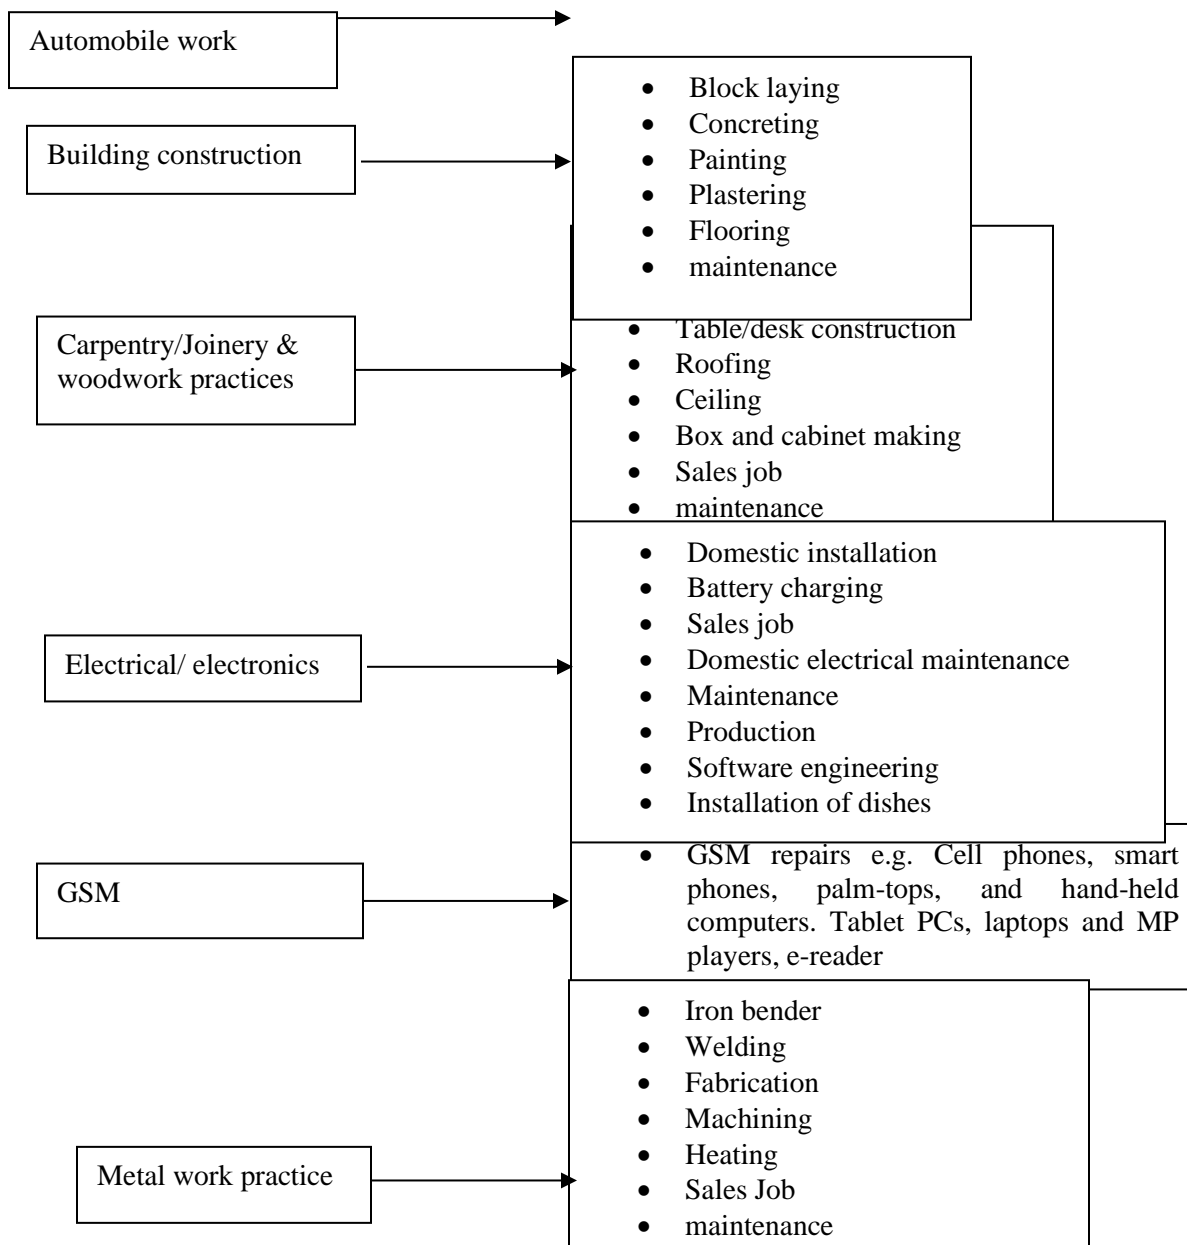 Automobile work
• Block laying
• Concreting
• Painting
• Plastering
• Flooring
• maintenance
Building construction
• Table/desk construction
• Roofing
• Ceiling
• Box and cabinet making
• Sales job
• maintenance
Carpentry/Joinery &
woodwork practices
• Domestic installation
• Battery charging
• Sales job
• Domestic electrical maintenance
• Maintenance
• Production
• Software engineering
• Installation of dishes
Electrical/ electronics
• GSM repairs e.g. Cell phones, smart
phones, palm-tops, and hand-held
computers. Tablet PCs, laptops and MP
players, e-reader
GSM
• Iron bender
• Welding
• Fabrication
• Machining
• Heating
• Sales Job
• maintenance
Metal work practice